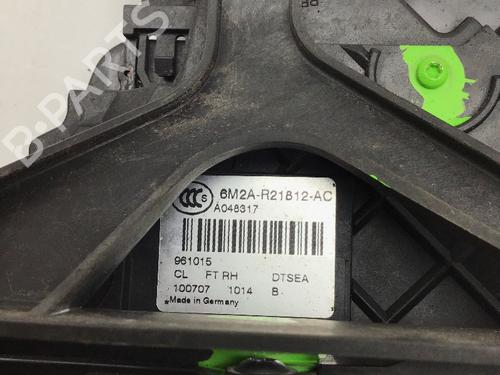 CCC S 6M2A-R21812-AC
A046317
961015
CL FT RH DTSEA
100707 1014 B
*Made in Germany
B-PARTS